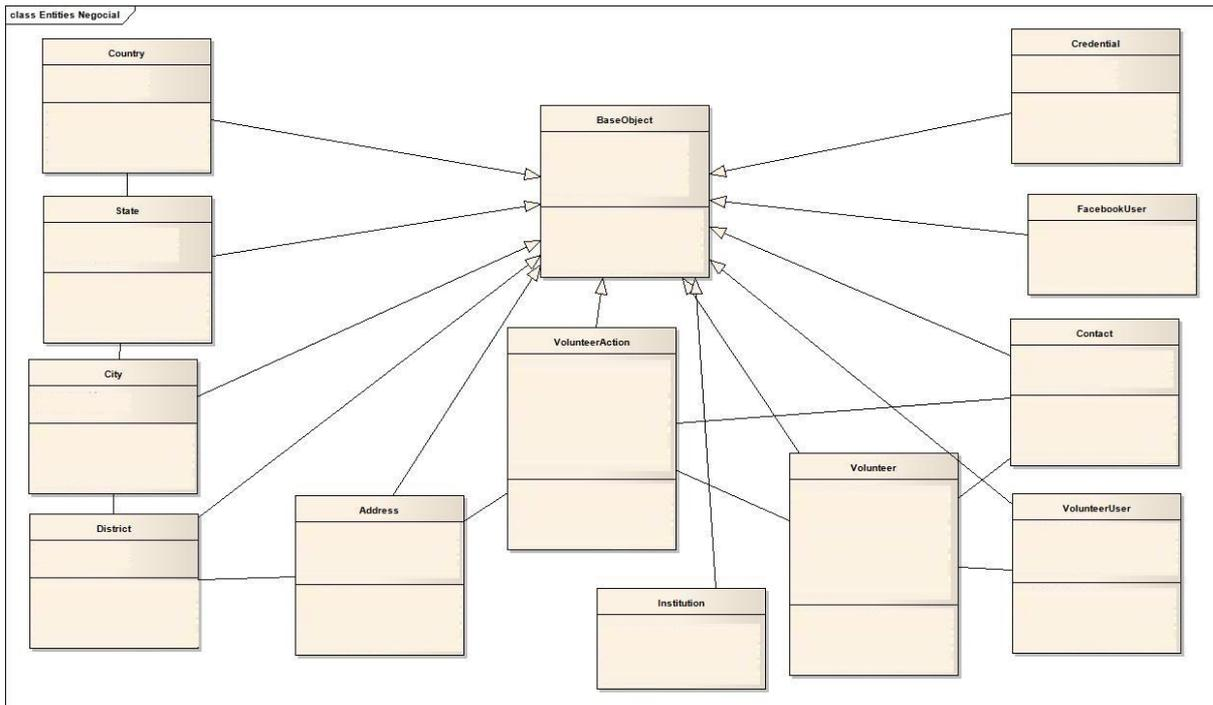 class Entities Negocial
Country
Credential
BaseObject
State
FacebookUser
VolunteerAction
Contact
City
Volunteer
Address
VolunteerUser
District
Institution